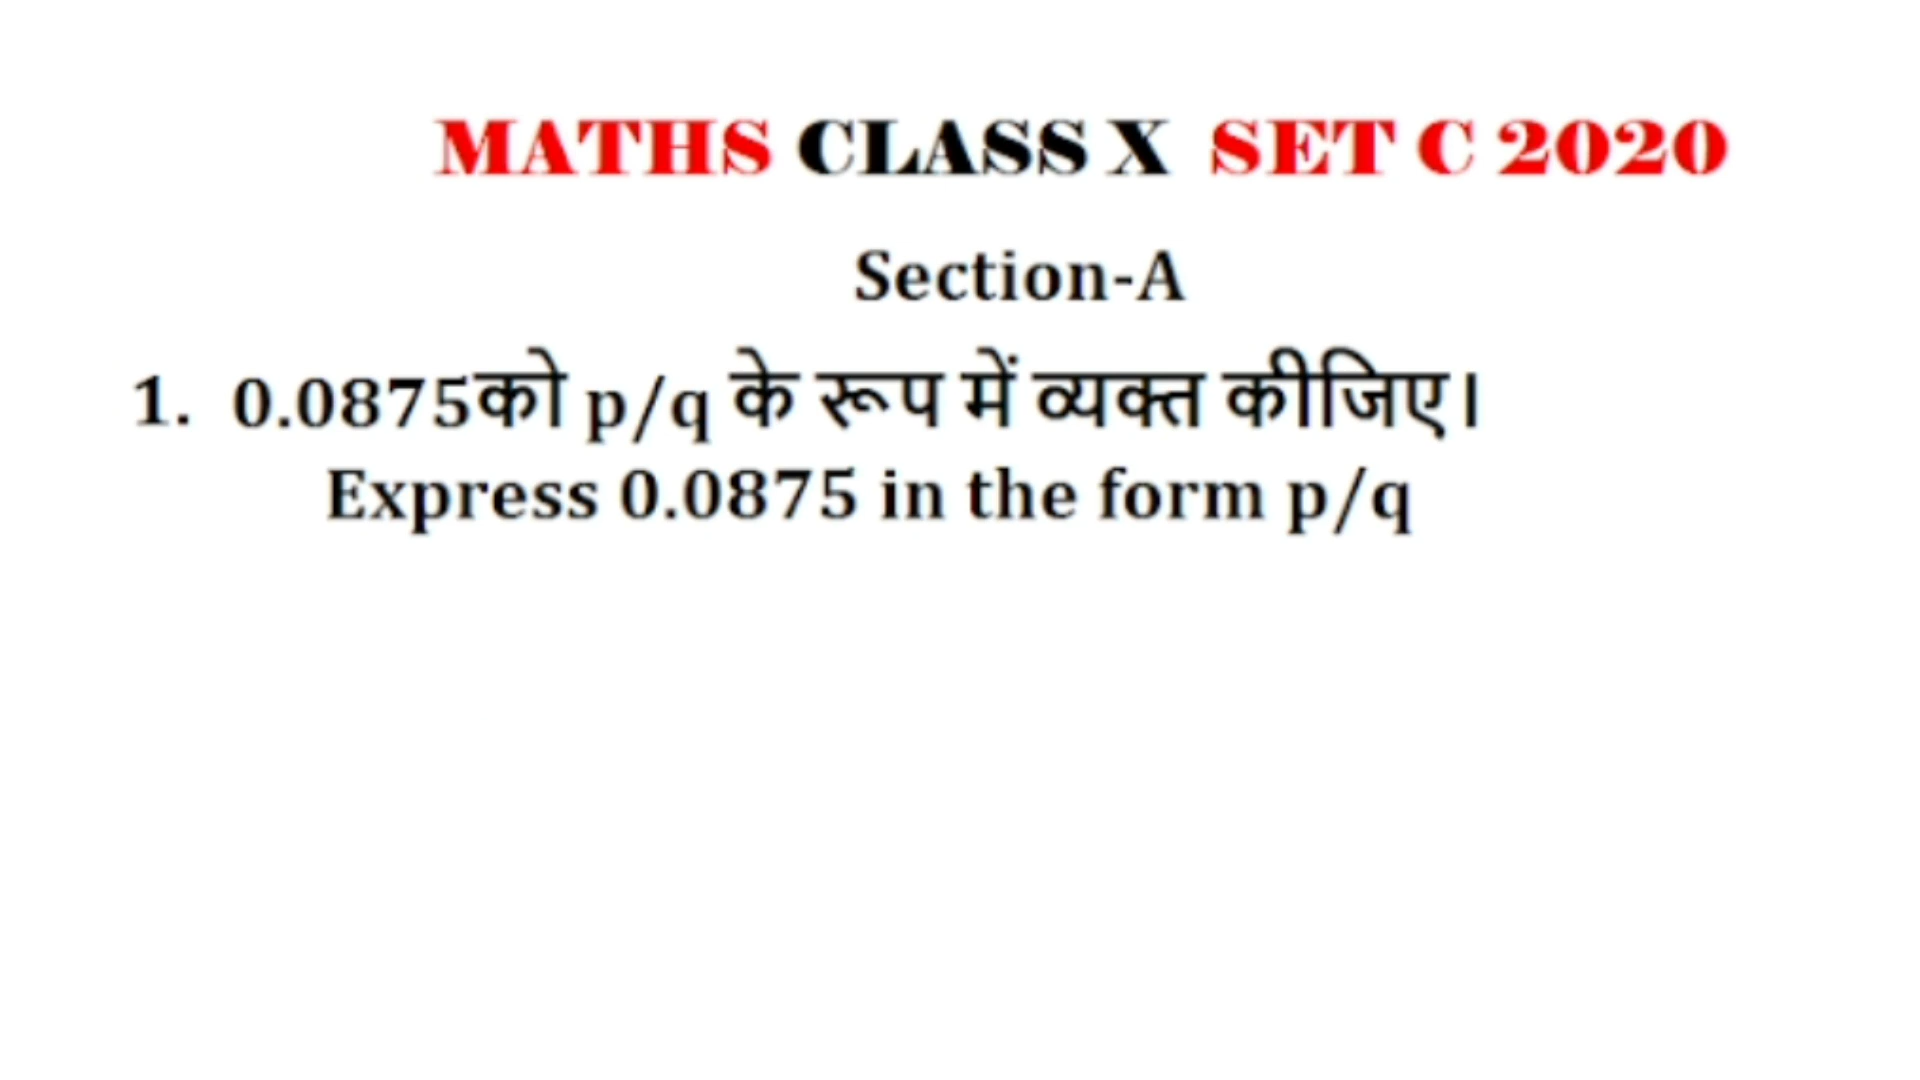 MATHS CLASS X SET C 2020
Section-A
1. 0.0875को p/q के रूप में व्यक्त कीजिए।
Express 0.0875 in the form p/q